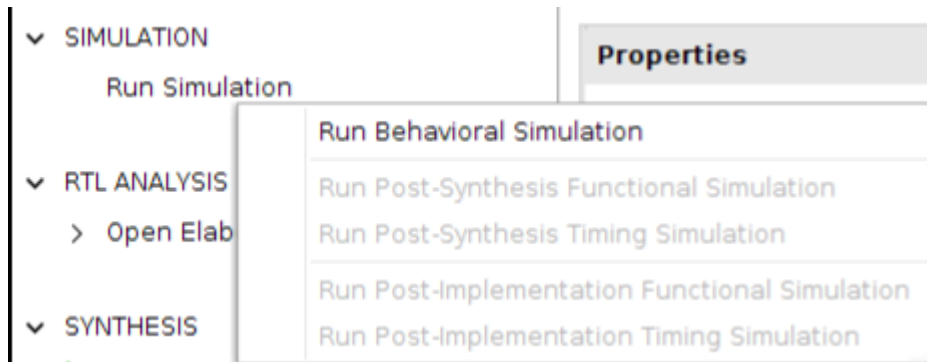 SIMULATION
Run Simulation
Properties
Run Behavioral Simulation
RTL ANALYSIS
Run Post-Synthesis Functional Simulation
Open Elab
Run Post-Synthesis Timing Simulation
Run Post-Implementation Functional Simulation
SYNTHESIS
Run Post-Implementation Timing Simulation